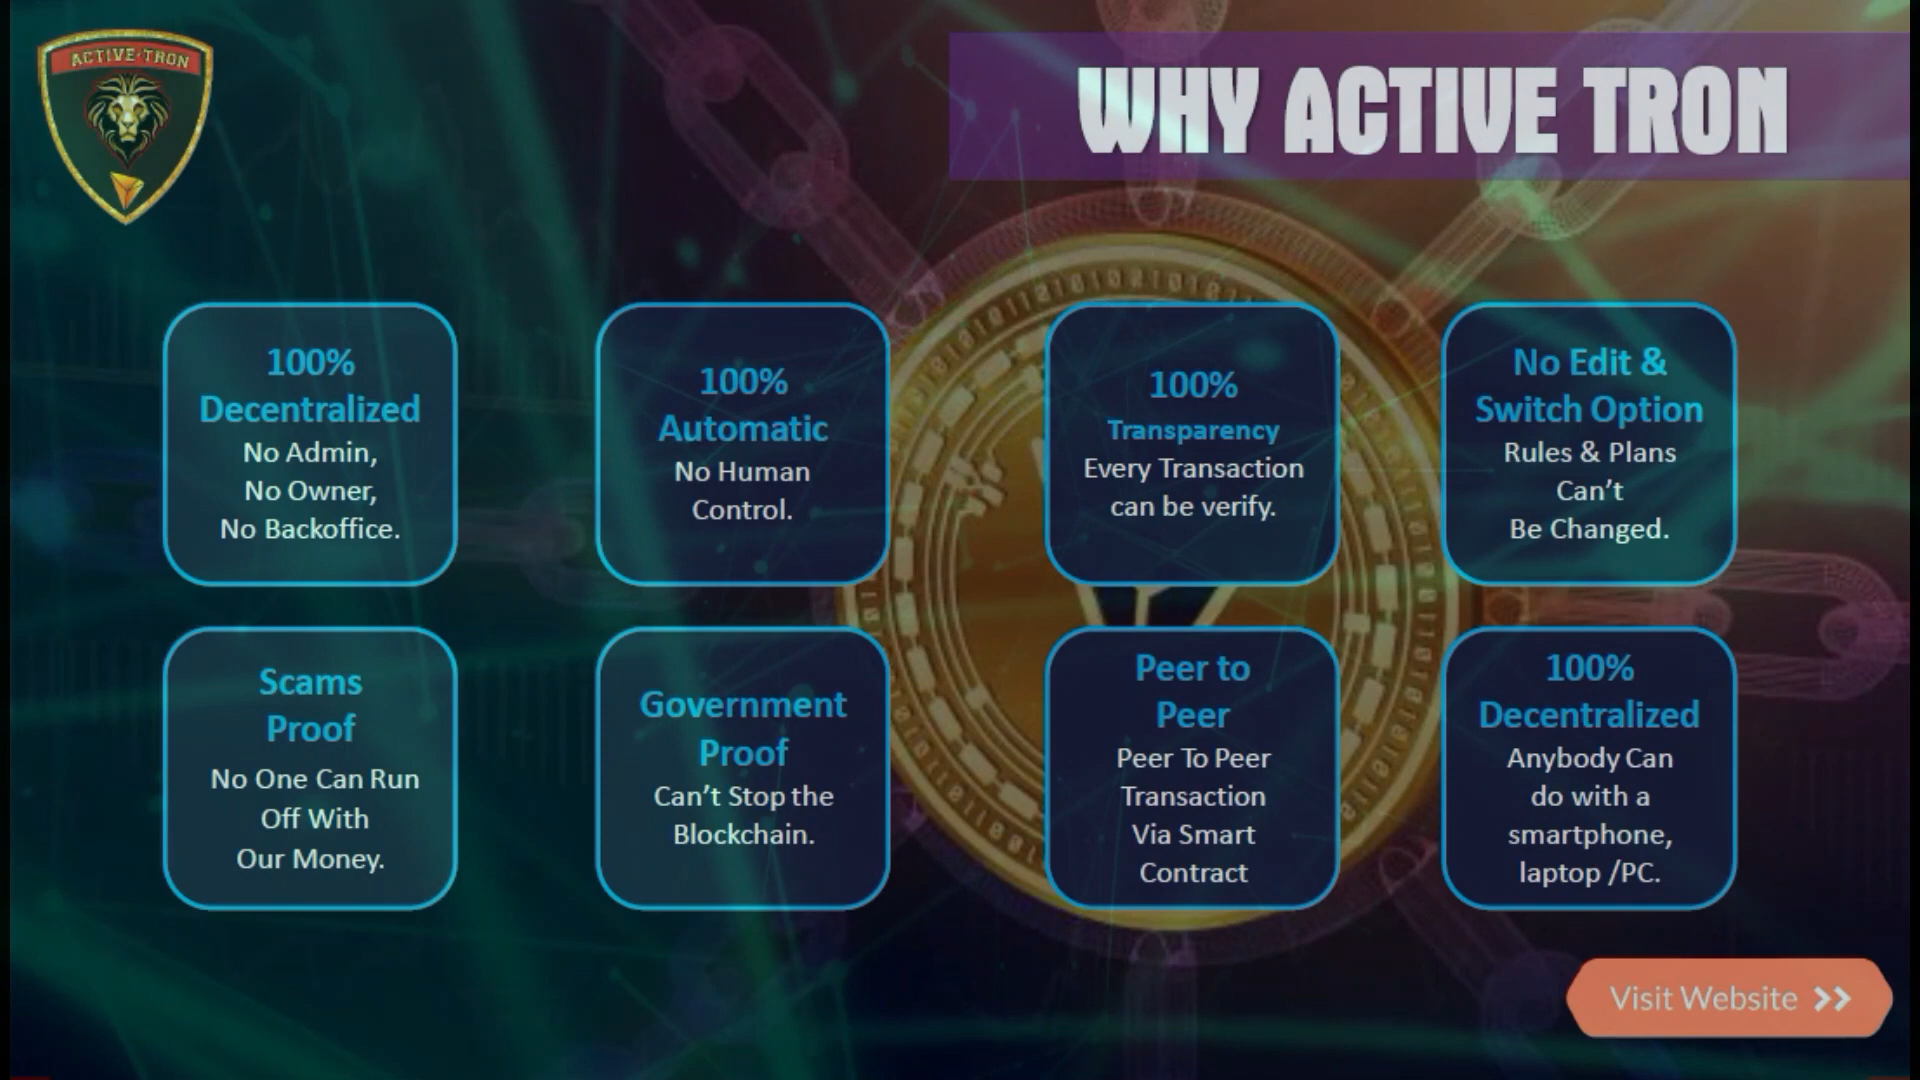 ACTIVE TRON
WHY ACTIVE TRON
100%
Decentralized
No Admin,
No Owner,
No Backoffice.
100%
Automatic
No Human
Control.
100%
Transparency
Every Transaction
can be verify.
No Edit &
Switch Option
Rules & Plans
Can't
Be Changed.
Scams
Proof
No One Can Run
Off With
Our Money.
Government
Proof
Can't Stop the
Blockchain.
Peer to
Peer
Peer To Peer
Transaction
Via Smart
Contract
100%
Decentralized
Anybody Can
do with a
smartphone,
laptop /PC.
Visit Website >>